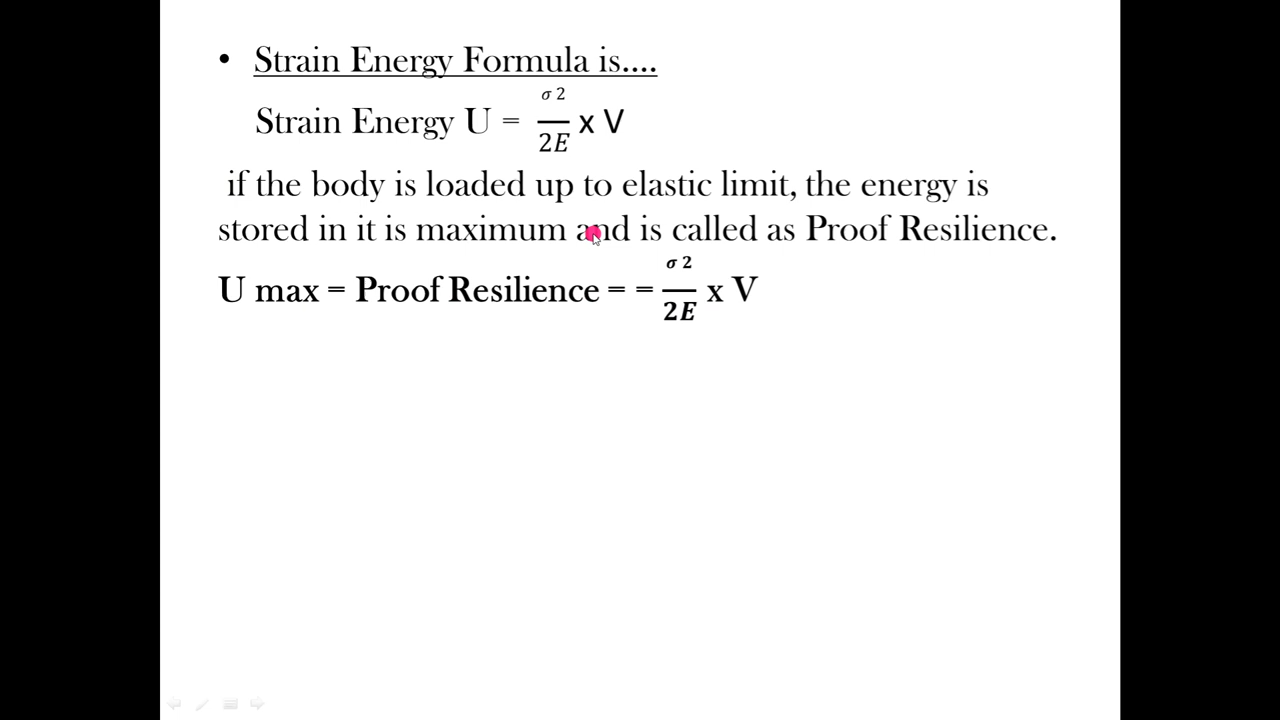 • Strain Energy Formula is....
Strain Energy U = σ 2 / 2E x V
if the body is loaded up to elastic limit, the energy is
stored in it is maximum and is called as Proof Resilience.
U max = Proof Resilience = = σ 2 / 2E x V